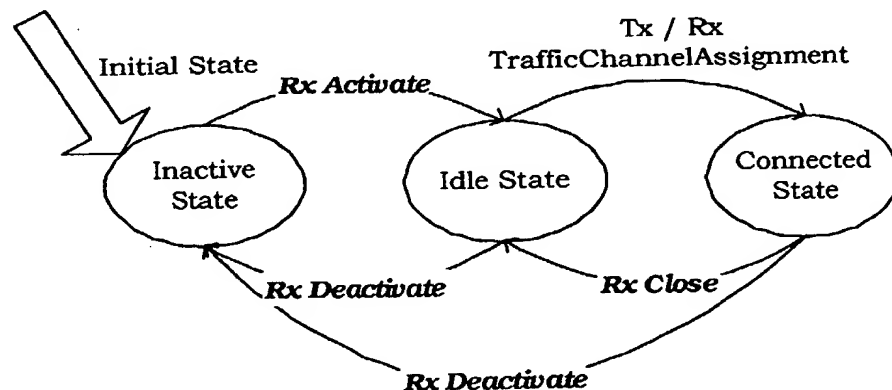 Tx / Rx
TrafficChannelAssignment
Initial State
Rx Activate
Inactive
State
Idle State
Connected
State
Rx Deactivate
Rx Close
Rx Deactivate